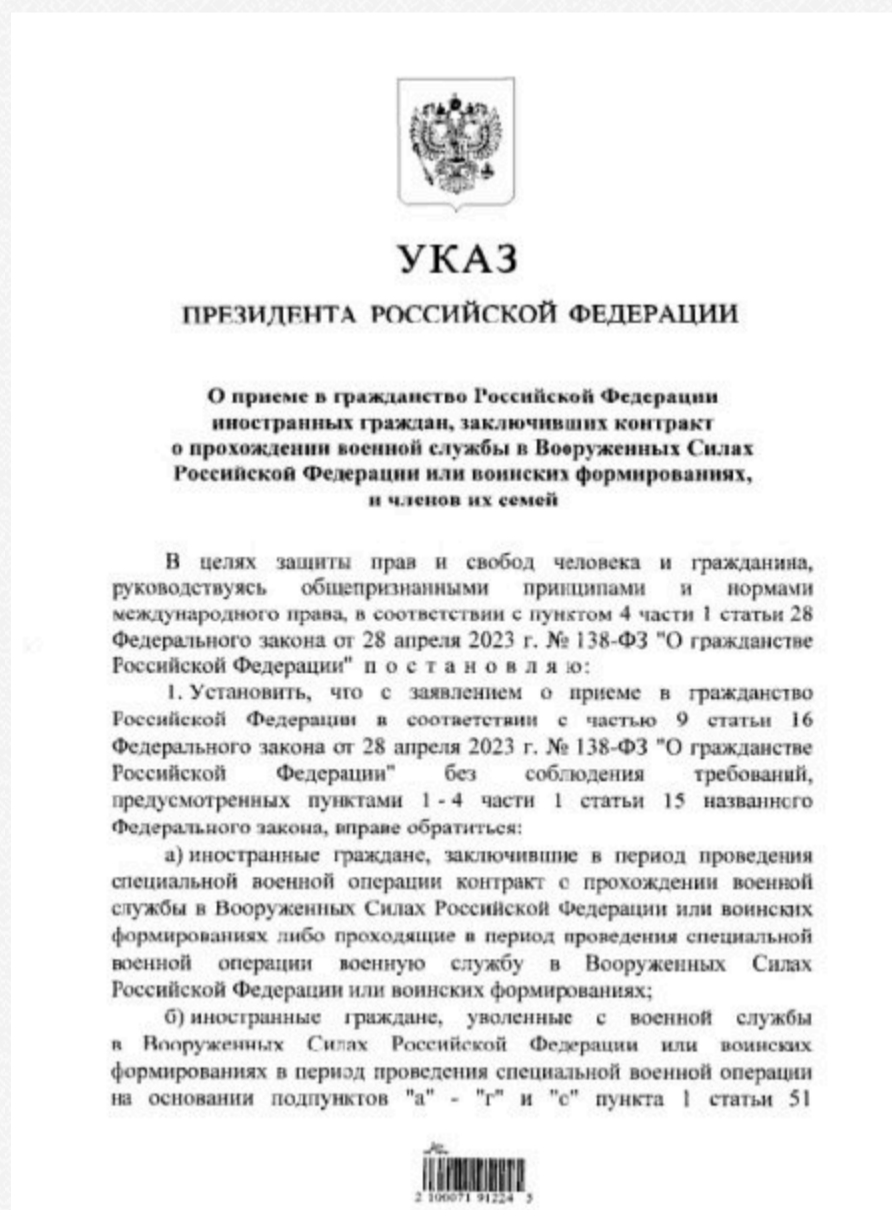 УКАЗ
ПРЕЗИДЕНТА РОССИЙСКОЙ ФЕДЕРАЦИИ
О приеме в гражданство Российской Федерации
иностранных граждан, заключивших контракт
о прохождении военной службы в Вооруженных Силах
Российской Федерации или воинских формированиях,
и членов их семей
В целях защиты прав и свобод человека и гражданина,
руководствуясь общепризнанными принципами и нормами
международного права, в соответствии с пунктом 4 части 1 статьи 28
Федерального закона от 28 апреля 2023 г. № 138-ФЗ "О гражданстве
Российской Федерации" п о с т а н о в л я ю:
1. Установить, что с заявлением о приеме в гражданство
Российской Федерации в соответствии с частью 9 статьи 16
Федерального закона от 28 апреля 2023 г. № 138-ФЗ "О гражданстве
Российской Федерации" без соблюдения требований,
предусмотренных пунктами 1 - 4 части 1 статьи 15 названного
Федерального закона, вправе обратиться:
а) иностранные граждане, заключившие в период проведения
специальной военной операции контракт о прохождении военной
службы в Вооруженных Силах Российской Федерации или воинских
формированиях либо проходящие в период проведения специальной
военной операции военную службу в Вооруженных Силах
Российской Федерации или воинских формированиях;
б) иностранные граждане, уволенные с военной службы
в Вооруженных Силах Российской Федерации или воинских
формированиях в период проведения специальной военной операции
на основании подпунктов "а" - "г" и "е" пункта 1 статьи 51
2 100071 91224 5